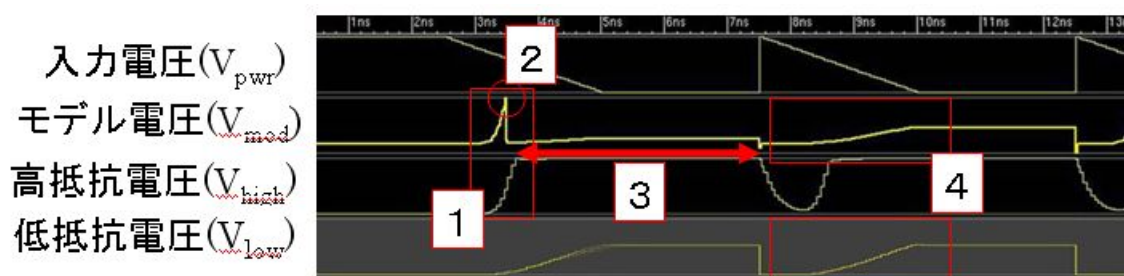 1ns 2ns 3ns 4ns 5ns 6ns 7ns 8ns 9ns 10ns 11ns 12ns 13
入力電圧(Vpwr)
2
モデル電圧(Vmod)
高抵抗電圧(Vhigh)
3
4
1
低抵抗電圧(Vlow)